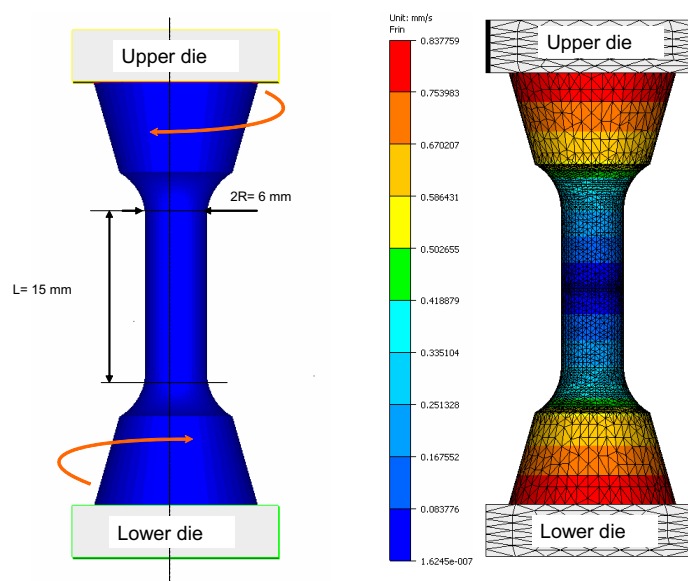 Upper die
2R= 6 mm
L= 15 mm
Lower die
Unit: mm/s
Frin
0.837759
0.753983
0.670207
0.586431
0.502655
0.418879
0.335104
0.251328
0.167552
0.083776
1.6245e-007
Upper die
Lower die